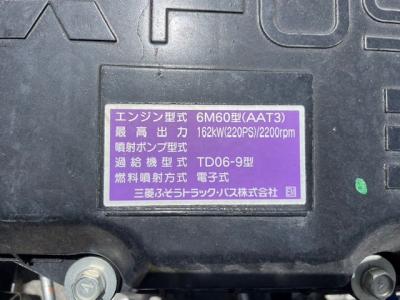 エンジン型式 6M60型(AAT3)
最高出力 162kW(220PS)/2200rpm
噴射ポンプ型式
過給機型式 TD06-9型
燃料噴射方式 電子式
三菱ふそうトラック・バス株式会社